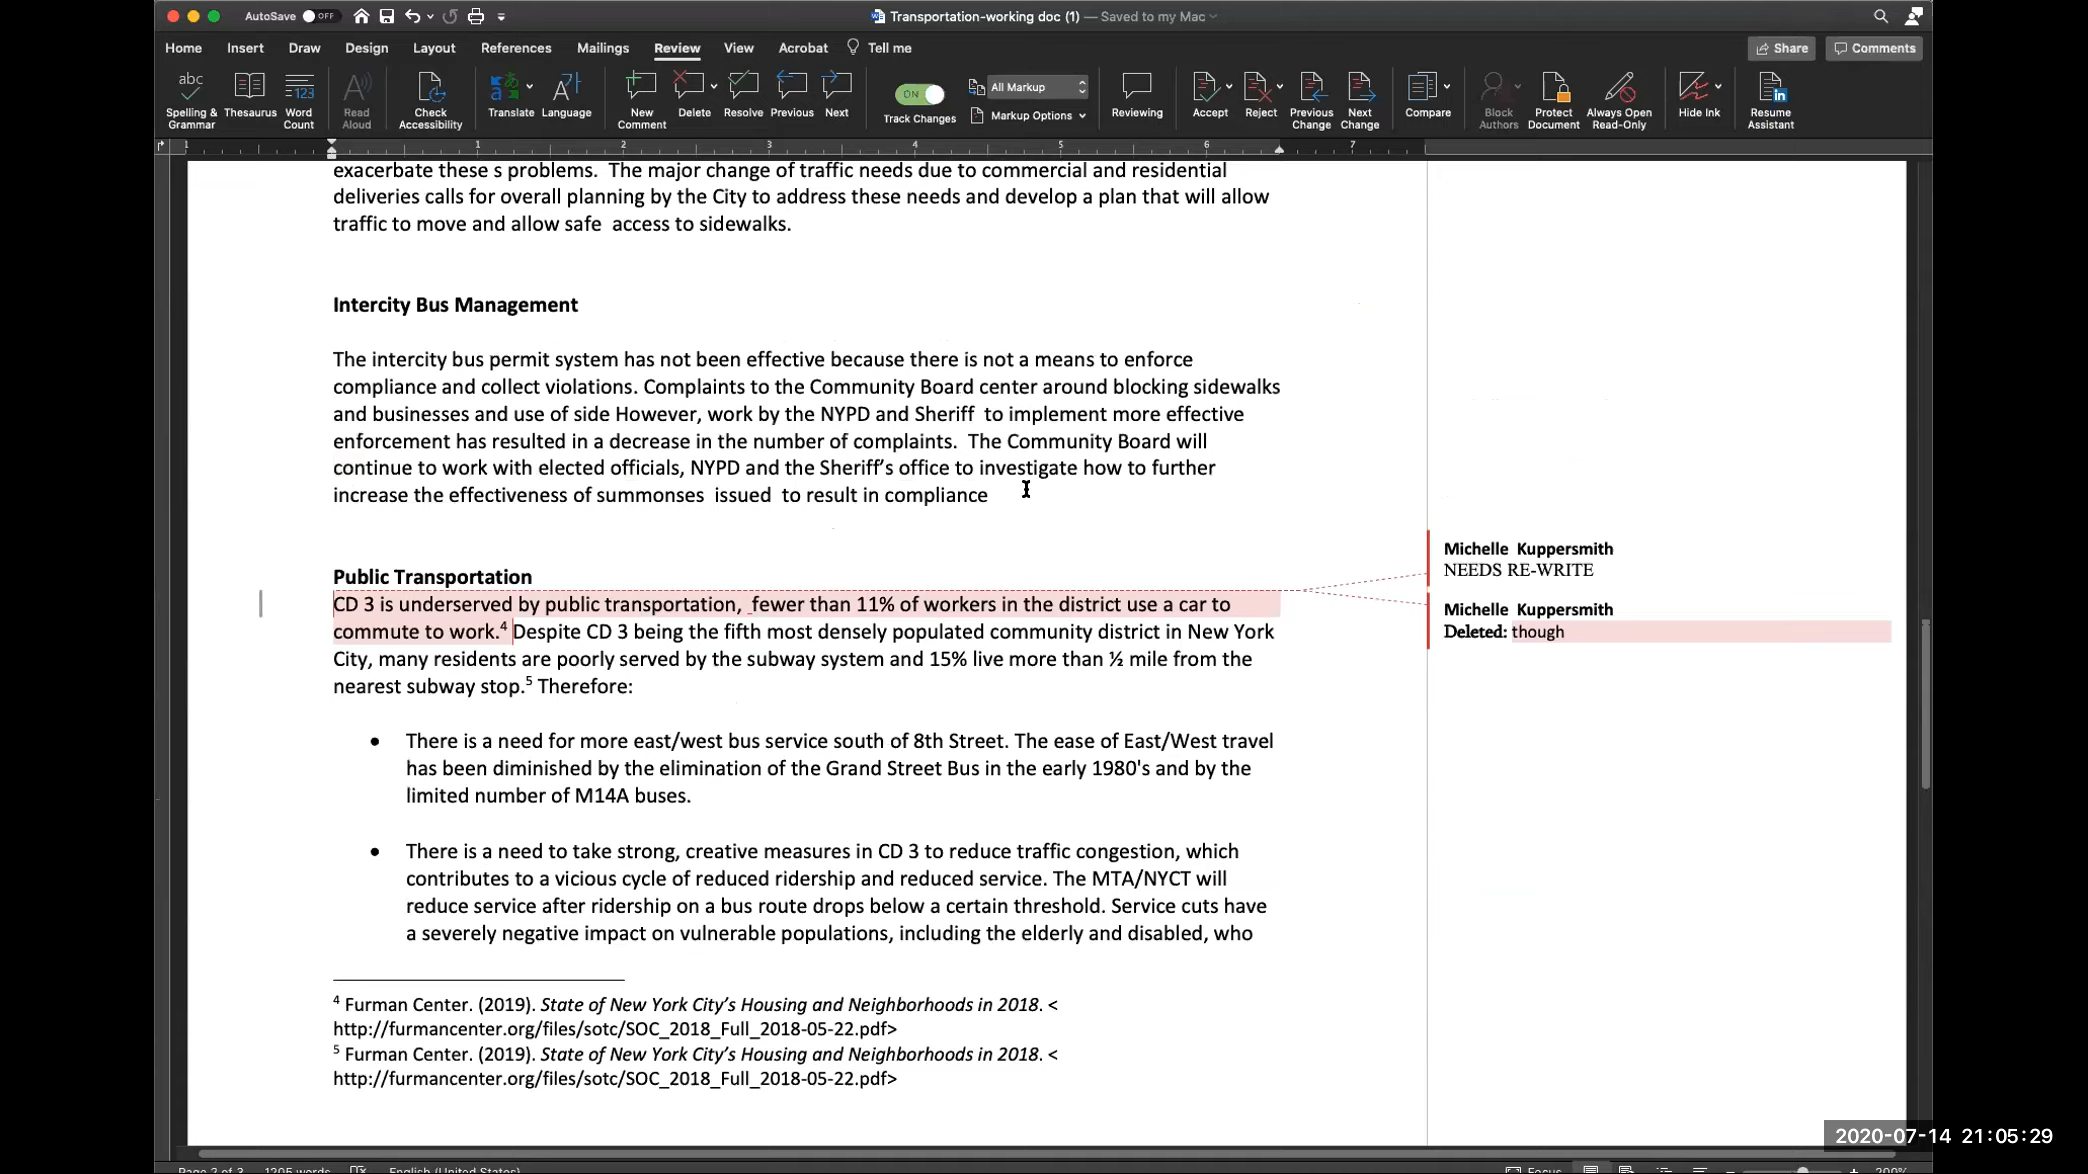 AutoSave OFF
Transportation-working doc (1) — Saved to my Mac
Home Insert Draw Design Layout References Mailings Review View Acrobat Tell me
Share Comments
abc
Spelling & Grammar
Thesaurus
123
Word Count
Read Aloud
Check Accessibility
Translate
Language
New Comment
Delete
Resolve
Previous
Next
ON
Track Changes
All Markup
Markup Options
Reviewing
Accept
Reject
Previous Change
Next Change
Compare
Block Authors
Protect Document
Always Open Read-Only
Hide Ink
Resume Assistant
1 1 2 3 4 5 6 7
exacerbate these s problems.  The major change of traffic needs due to commercial and residential
deliveries calls for overall planning by the City to address these needs and develop a plan that will allow
traffic to move and allow safe  access to sidewalks.
Intercity Bus Management
The intercity bus permit system has not been effective because there is not a means to enforce
compliance and collect violations. Complaints to the Community Board center around blocking sidewalks
and businesses and use of side However, work by the NYPD and Sheriff  to implement more effective
enforcement has resulted in a decrease in the number of complaints.  The Community Board will
continue to work with elected officials, NYPD and the Sheriff’s office to investigate how to further
increase the effectiveness of summonses  issued  to result in compliance
Public Transportation
CD 3 is underserved by public transportation,  fewer than 11% of workers in the district use a car to
commute to work.4 Despite CD 3 being the fifth most densely populated community district in New York
City, many residents are poorly served by the subway system and 15% live more than ½ mile from the
nearest subway stop.5 Therefore:
• There is a need for more east/west bus service south of 8th Street. The ease of East/West travel
has been diminished by the elimination of the Grand Street Bus in the early 1980's and by the
limited number of M14A buses.
• There is a need to take strong, creative measures in CD 3 to reduce traffic congestion, which
contributes to a vicious cycle of reduced ridership and reduced service. The MTA/NYCT will
reduce service after ridership on a bus route drops below a certain threshold. Service cuts have
a severely negative impact on vulnerable populations, including the elderly and disabled, who
4 Furman Center. (2019). State of New York City’s Housing and Neighborhoods in 2018. <
http://furmancenter.org/files/sotc/SOC_2018_Full_2018-05-22.pdf>
5 Furman Center. (2019). State of New York City’s Housing and Neighborhoods in 2018. <
http://furmancenter.org/files/sotc/SOC_2018_Full_2018-05-22.pdf>
Michelle  Kuppersmith
NEEDS RE-WRITE
Michelle  Kuppersmith
Deleted: though
2020-07-14 21:05:29
Page 2 of 3 1205 words English (United States) Focus 200%